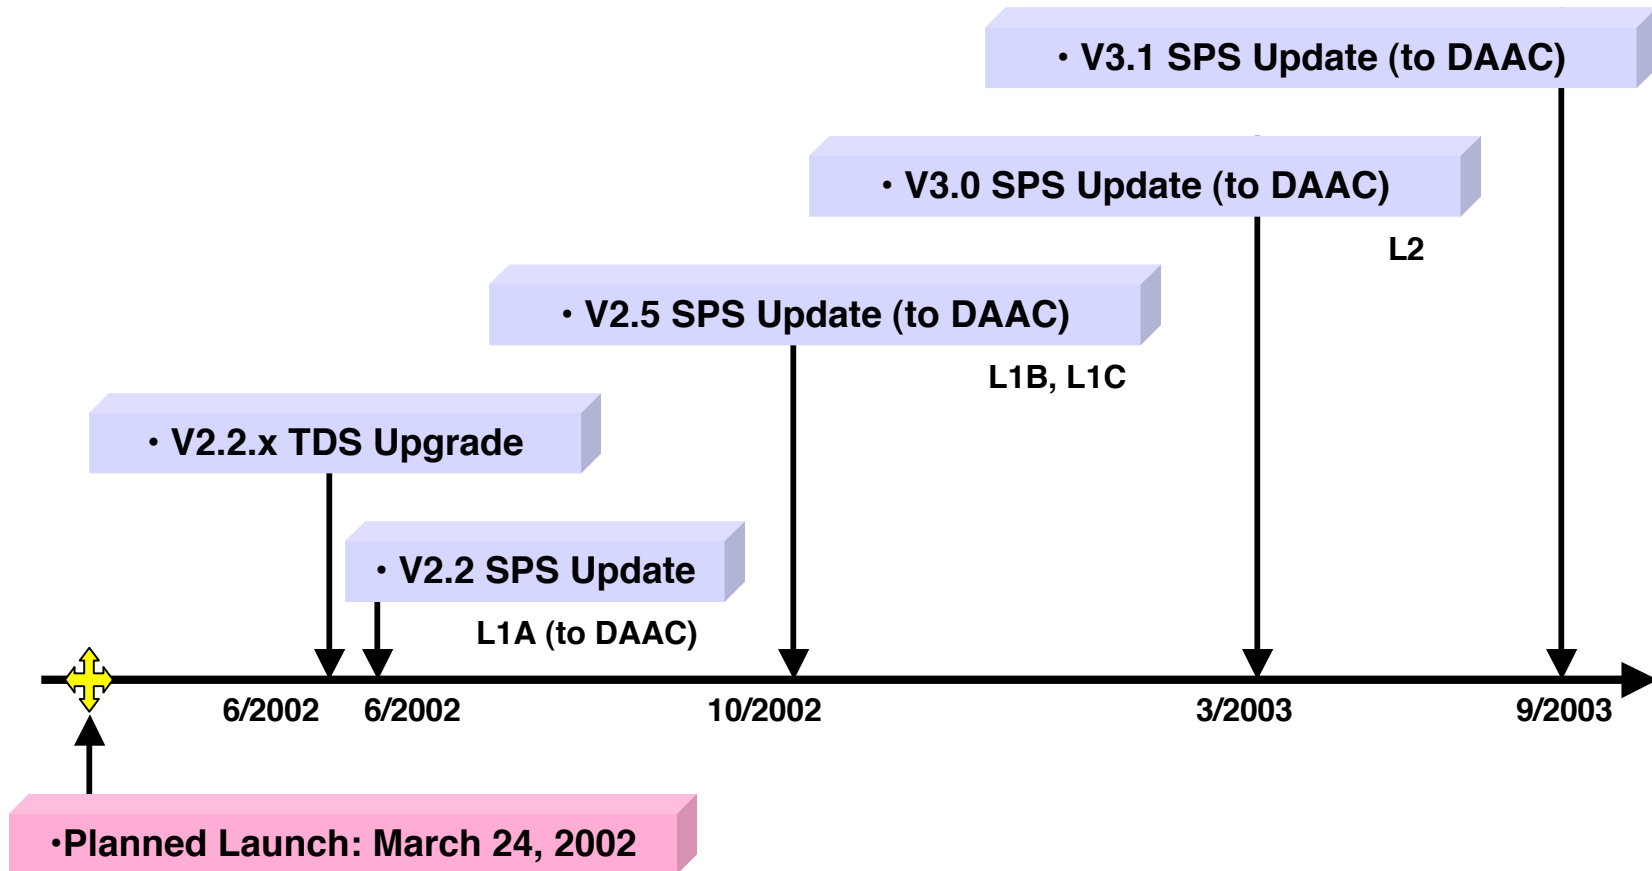 • V3.1 SPS Update (to DAAC)
• V3.0 SPS Update (to DAAC)
L2
• V2.5 SPS Update (to DAAC)
L1B, L1C
• V2.2.x TDS Upgrade
• V2.2 SPS Update
L1A (to DAAC)
6/2002
6/2002
10/2002
3/2003
9/2003
•Planned Launch: March 24, 2002